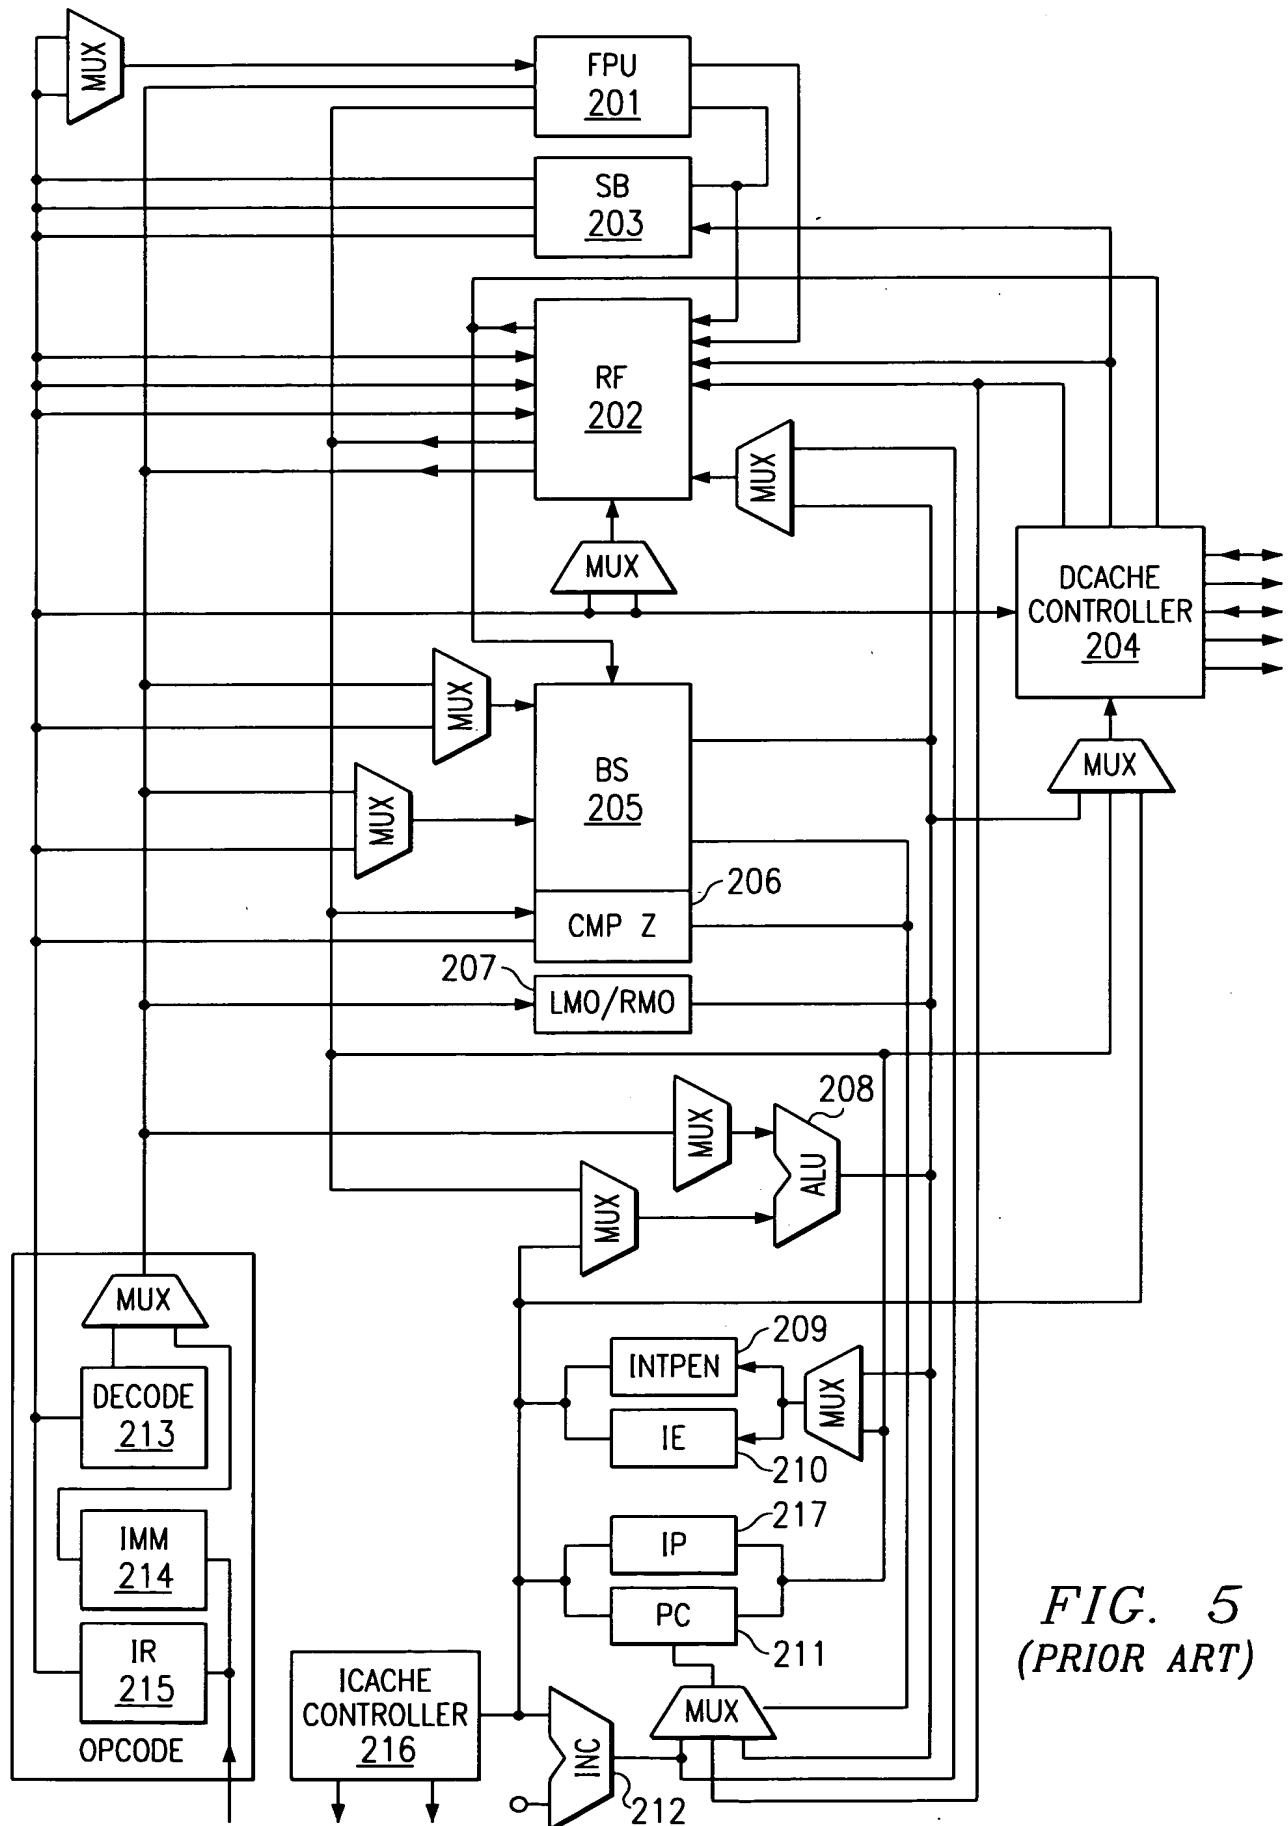 MUX
FPU
201
SB
203
RF
202
MUX
MUX
DCACHE
CONTROLLER
204
MUX
MUX
BS
205
MUX
206
CMP Z
207
LMO/RMO
208
MUX
ALU
MUX
MUX
209
INTPEN
DECODE
213
MUX
IE
210
217
IMM
214
IP
PC
211
IR
215
OPCODE
ICACHE
CONTROLLER
216
MUX
INC
212
FIG. 5
(PRIOR ART)